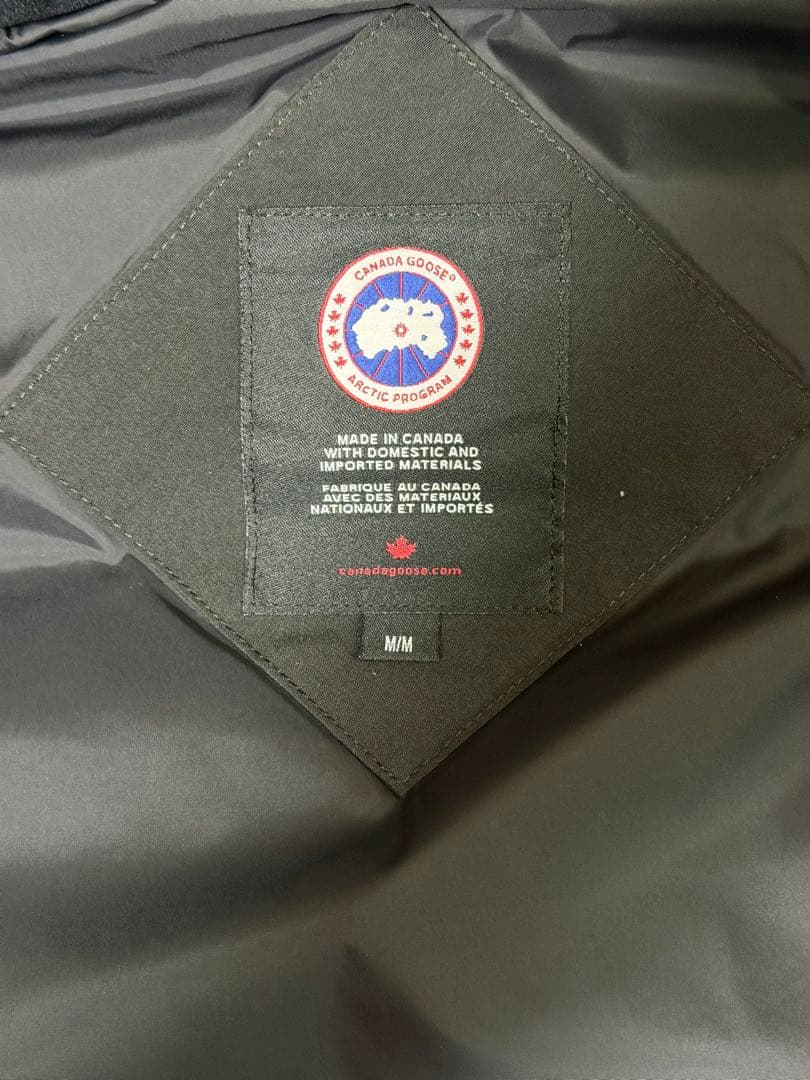 CANADA GOOSE®
ARCTIC PROGRAM
MADE IN CANADA
WITH DOMESTIC AND
IMPORTED MATERIALS
FABRIQUE AU CANADA
AVEC DES MATERIAUX
NATIONAUX ET IMPORTÉS
canadagoose.com
M/M